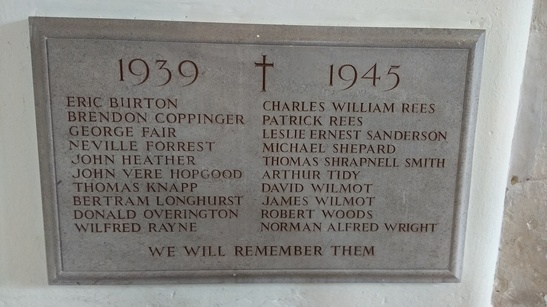 1939 † 1945
ERIC BURTON
BRENDON COPPINGER
GEORGE FAIR
NEVILLE FORREST
JOHN HEATHER
JOHN VERE HOPGOOD
THOMAS KNAPP
BERTRAM LONGHURST
DONALD OVERINGTON
WILFRED RAYNE
CHARLES WILLIAM REES
PATRICK REES
LESLIE ERNEST SANDERSON
MICHAEL SHEPARD
THOMAS SHRAPNELL SMITH
ARTHUR TIDY
DAVID WILMOT
JAMES WILMOT
ROBERT WOODS
NORMAN ALFRED WRIGHT
WE WILL REMEMBER THEM